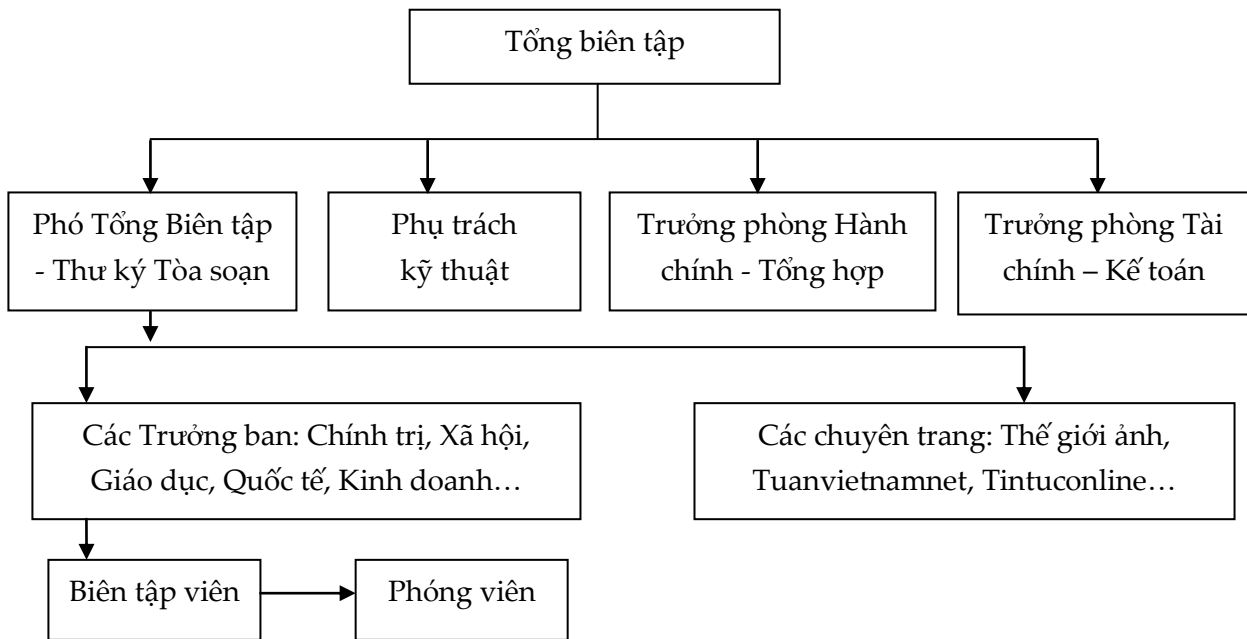 Tổng biên tập
Phó Tổng Biên tập
- Thư ký Tòa soạn
Phụ trách
kỹ thuật
Trưởng phòng Hành
chính - Tổng hợp
Trưởng phòng Tài
chính – Kế toán
Các Trưởng ban: Chính trị, Xã hội,
Giáo dục, Quốc tế, Kinh doanh…
Các chuyên trang: Thế giới ảnh,
Tuanvietnamnet, Tintuconline…
Biên tập viên
Phóng viên